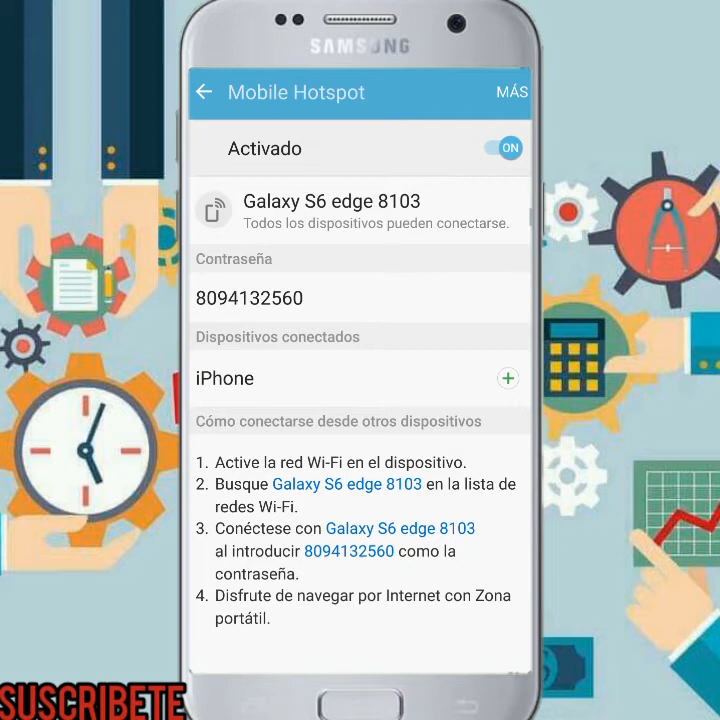 SAMSUNG
Mobile Hotspot MÁS
Activado ON
Galaxy S6 edge 8103
Todos los dispositivos pueden conectarse.
Contraseña
8094132560
Dispositivos conectados
iPhone
Cómo conectarse desde otros dispositivos
1. Active la red Wi-Fi en el dispositivo.
2. Busque Galaxy S6 edge 8103 en la lista de
redes Wi-Fi.
3. Conéctese con Galaxy S6 edge 8103
al introducir 8094132560 como la
contraseña.
4. Disfrute de navegar por Internet con Zona
portátil.
SUSCRIBETE